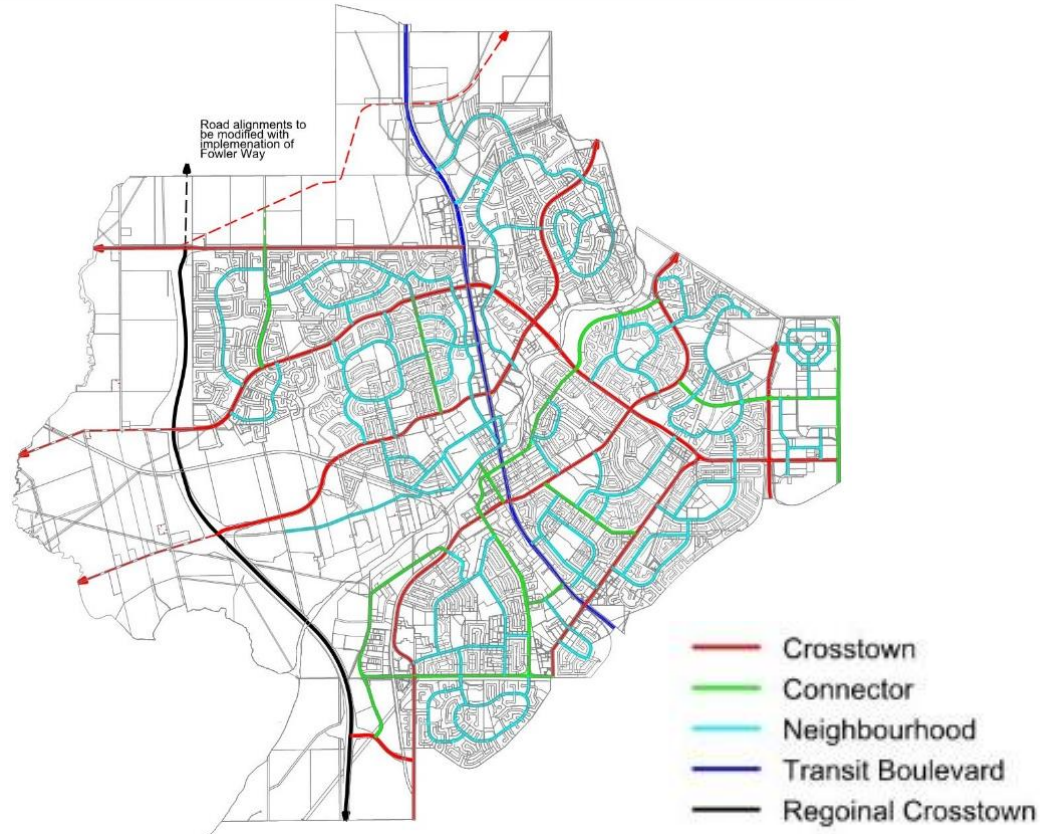 Road alignments to
be modified with
implemenation of
Fowler Way
Crosstown
Connector
Neighbourhood
Transit Boulevard
Regoinal Crosstown